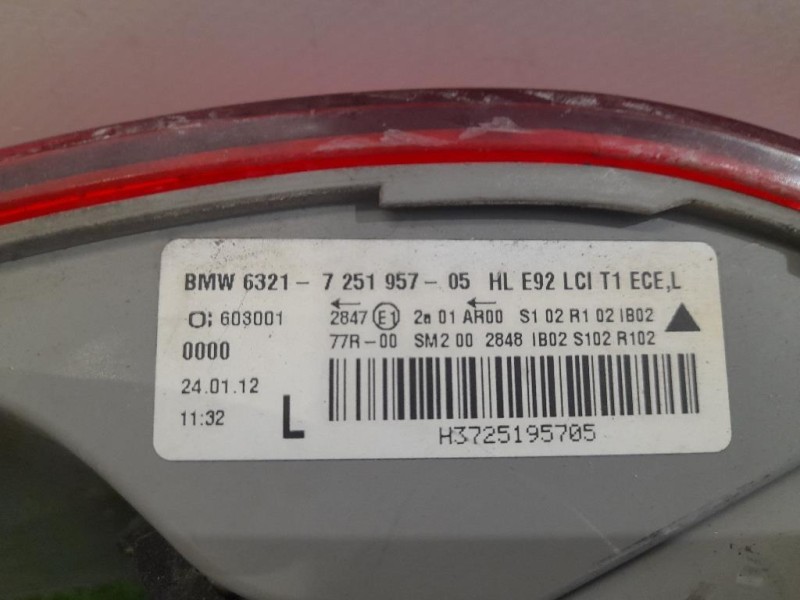 BMW 6321- 7 251 957- 05 HL E92 LCI T1 ECE,L
603001 2847 E1 2a 01 AR00 S1 02 R1 02 IB02
0000 77R-00 SM2 00 2848 IB02 S102 R102
24.01.12
11:32 L
H3725195705